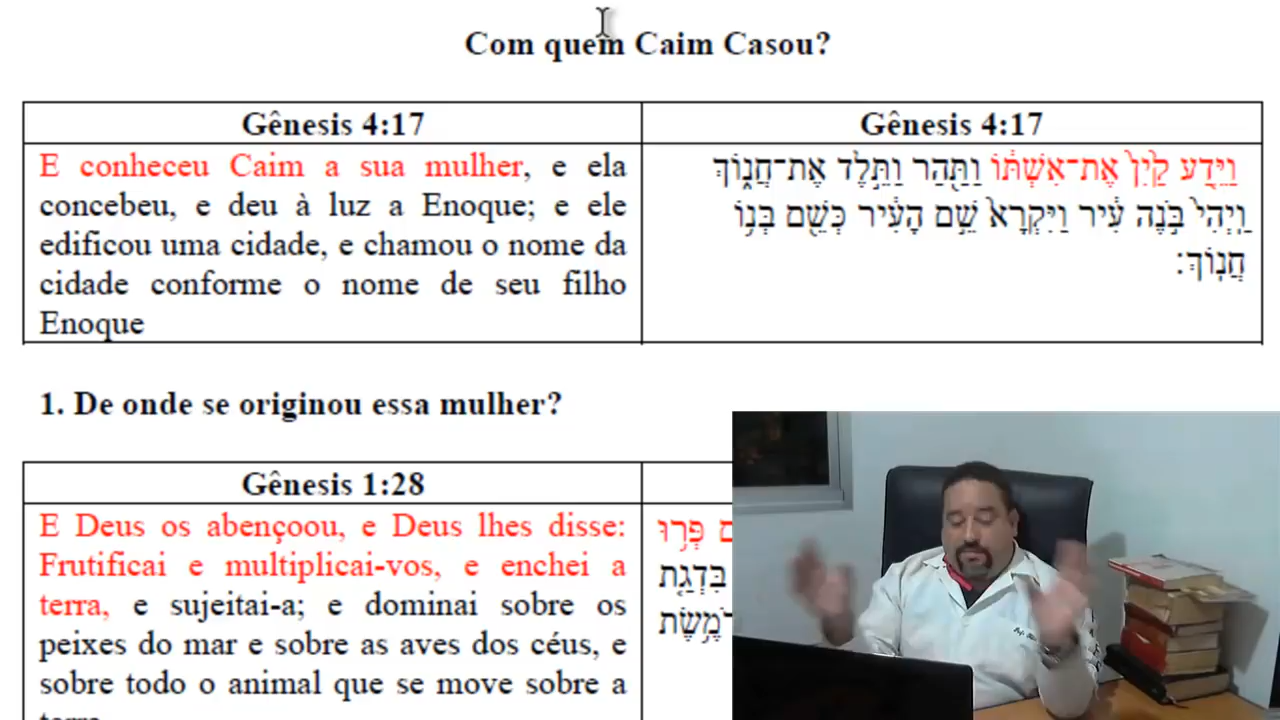 Com quem Caim Casou?
Gênesis 4:17
Gênesis 4:17
E conheceu Caim a sua mulher, e ela
concebeu, e deu à luz a Enoque; e ele
edificou uma cidade, e chamou o nome da
cidade conforme o nome de seu filho
Enoque
וַיֵּ֤דַע קַ֙יִן֙ אֶת־אִשְׁתּ֔וֹ וַתַּ֖הַר וַתֵּ֣לֶד אֶת־חֲנ֑וֹךְ
וַֽיְהִי֙ בֹּ֣נֶה עִ֔יר וַיִּקְרָא֙ שֵׁ֣ם הָעִ֔יר כְּשֵׁ֖ם בְּנ֥וֹ
חֲנֽוֹךְ׃
1. De onde se originou essa mulher?
Gênesis 1:28
E Deus os abençoou, e Deus lhes disse:
Frutificai e multiplicai-vos, e enchei a
terra, e sujeitai-a; e dominai sobre os
peixes do mar e sobre as aves dos céus, e
sobre todo o animal que se move sobre a
terra
פְּר֥וּ
בִּדְגַ֤ת